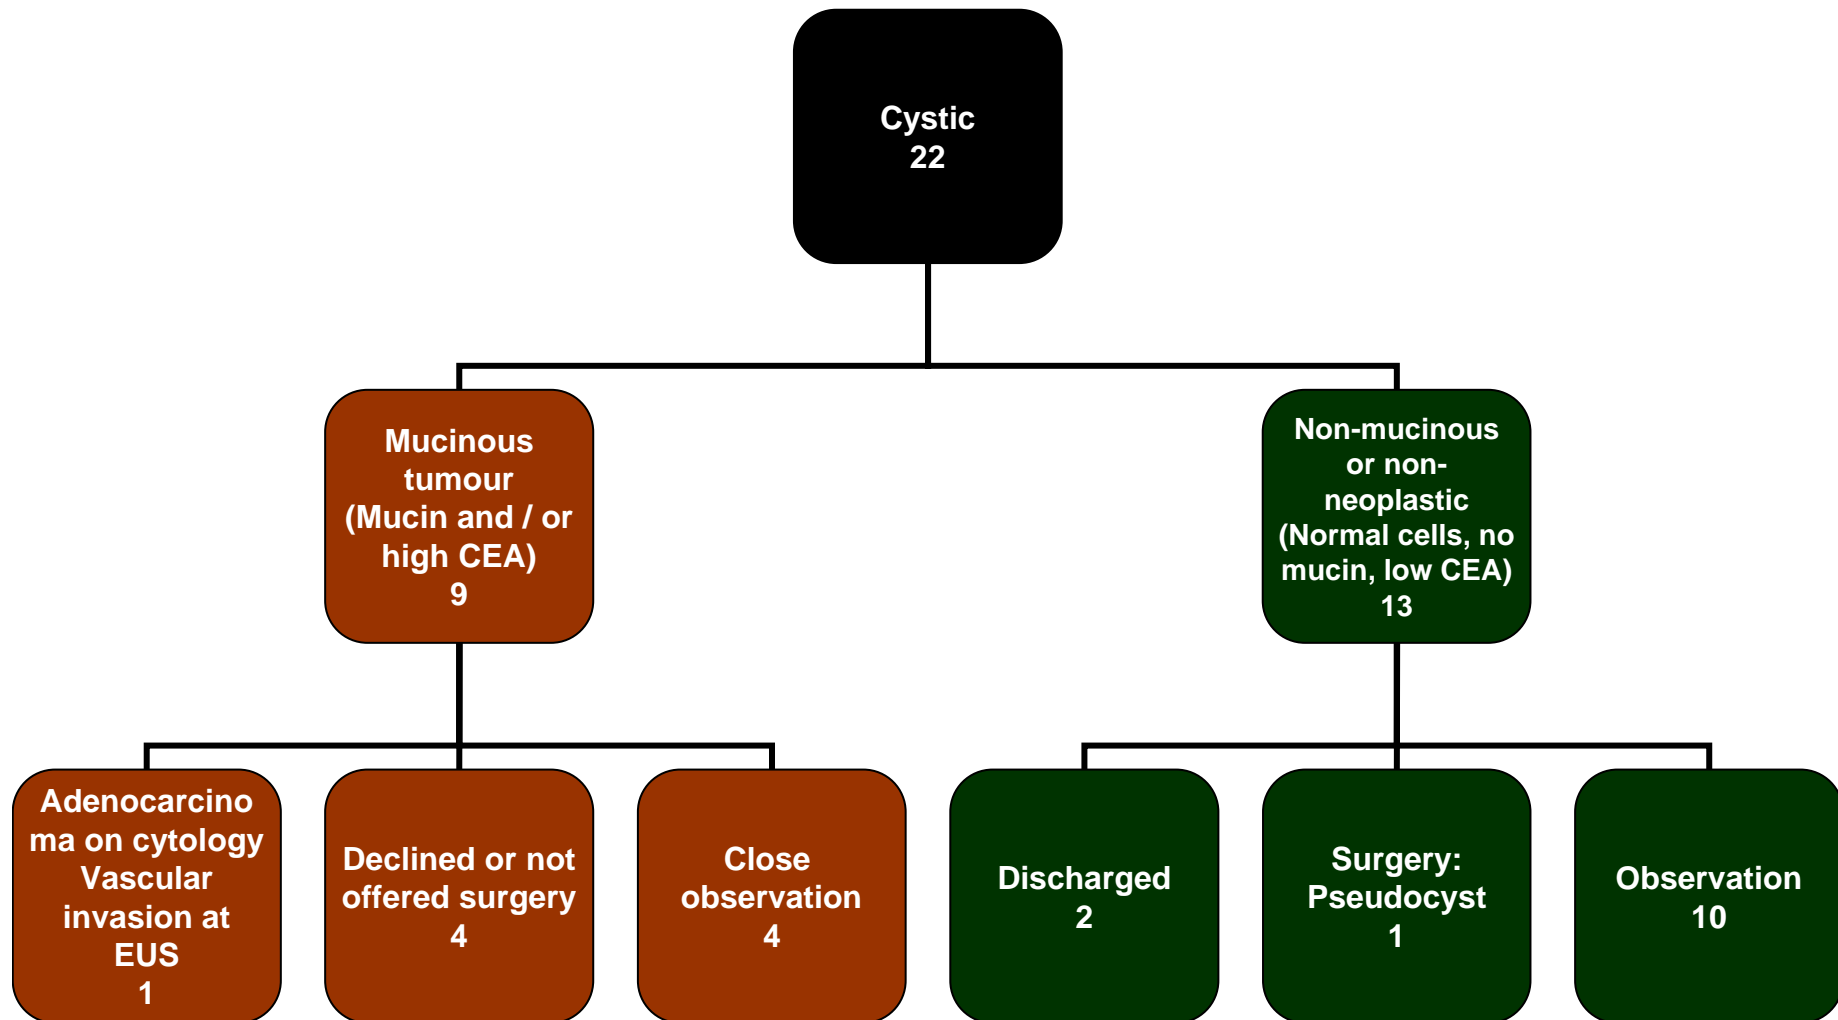 Cystic
22
Mucinous
tumour
(Mucin and / or
high CEA)
9
Non-mucinous
or non-
neoplastic
(Normal cells, no
mucin, low CEA)
13
Adenocarcino
ma on cytology
Vascular
invasion at
EUS
1
Declined or not
offered surgery
4
Close
observation
4
Discharged
2
Surgery:
Pseudocyst
1
Observation
10